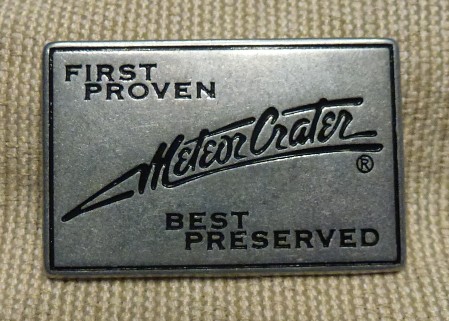 FIRST
PROVEN
Meteor Crater
®
BEST
PRESERVED